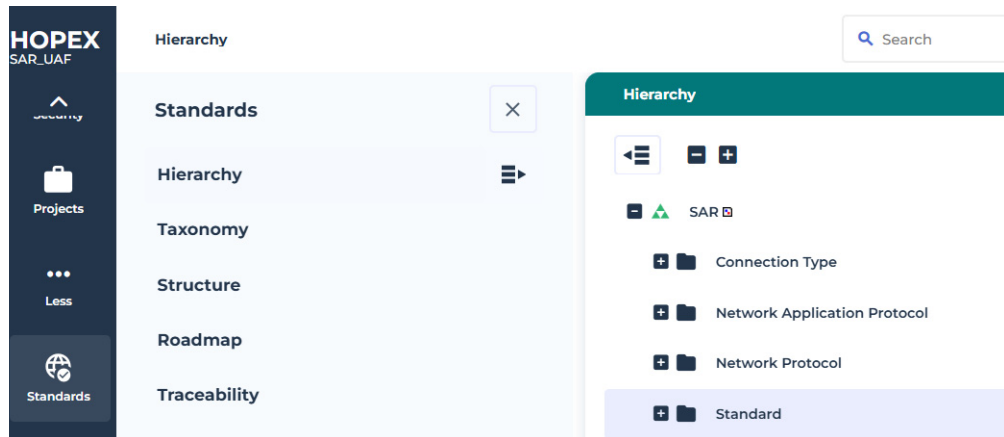 HOPEX
SAR_UAF
Security
Projects
Less
Standards
Hierarchy
Search
Standards
Hierarchy
Taxonomy
Structure
Roadmap
Traceability
Hierarchy
SAR
Connection Type
Network Application Protocol
Network Protocol
Standard